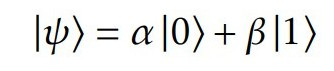 |ψ⟩ = α|0⟩ + β|1⟩